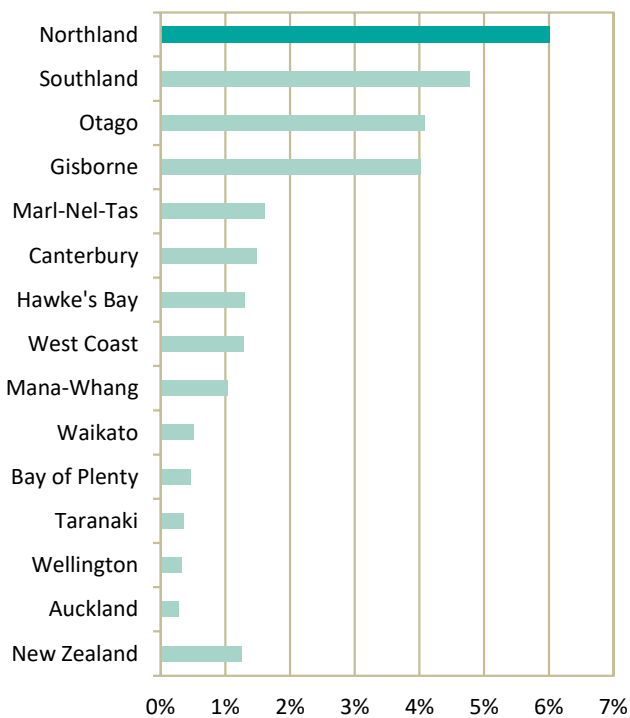 Northland
Southland
Otago
Gisborne
Marl-Nel-Tas
Canterbury
Hawke's Bay
West Coast
Mana-Whang
Waikato
Bay of Plenty
Taranaki
Wellington
Auckland
New Zealand
0% 1% 2% 3% 4% 5% 6% 7%